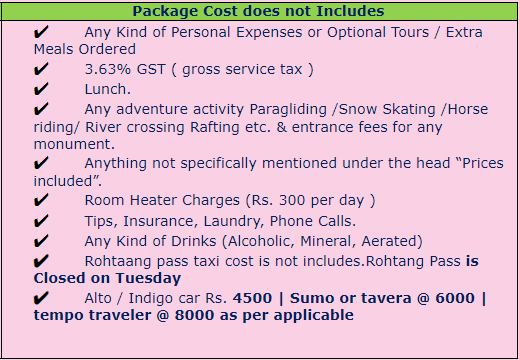 Package Cost does not Includes
✔ Any Kind of Personal Expenses or Optional Tours / Extra
Meals Ordered
✔ 3.63% GST ( gross service tax )
✔ Lunch.
✔ Any adventure activity Paragliding /Snow Skating /Horse
riding/ River crossing Rafting etc. & entrance fees for any
monument.
✔ Anything not specifically mentioned under the head “Prices
included”.
✔ Room Heater Charges (Rs. 300 per day )
✔ Tips, Insurance, Laundry, Phone Calls.
✔ Any Kind of Drinks (Alcoholic, Mineral, Aerated)
✔ Rohtaang pass taxi cost is not includes.Rohtang Pass is
Closed on Tuesday
✔ Alto / Indigo car Rs. 4500 | Sumo or tavera @ 6000 |
tempo traveler @ 8000 as per applicable